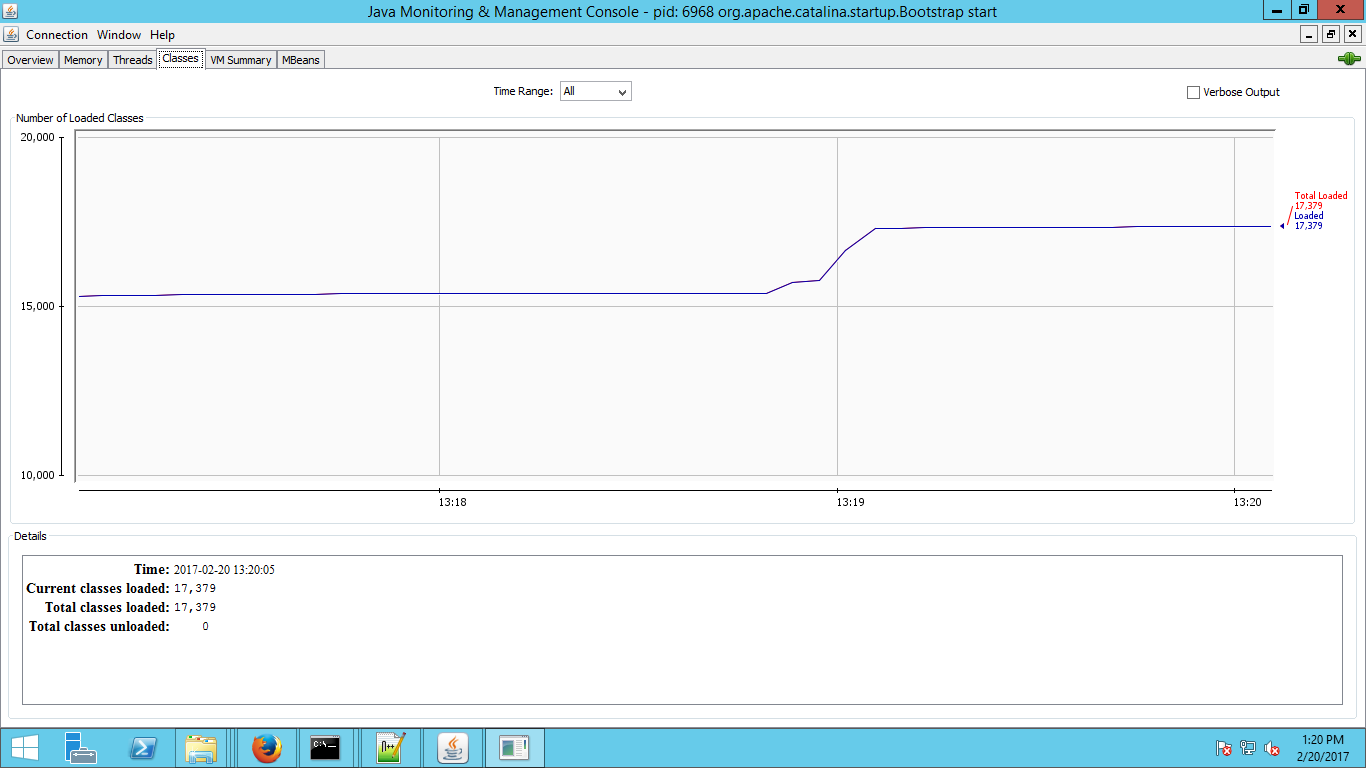 Java Monitoring & Management Console - pid: 6968 org.apache.catalina.startup.Bootstrap start
Connection Window Help
Overview Memory Threads Classes VM Summary MBeans
Time Range: All
Verbose Output
Number of Loaded Classes
20,000
15,000
10,000
Total Loaded
17,379
Loaded
17,379
13:18 13:19 13:20
Details
Time: 2017-02-20 13:20:05
Current classes loaded: 17,379
Total classes loaded: 17,379
Total classes unloaded: 0
C:\_
1:20 PM
2/20/2017